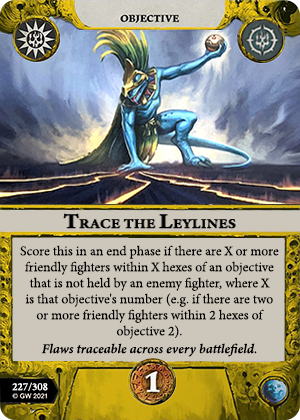 OBJECTIVE
TRACE THE LEYLINES
Score this in an end phase if there are X or more
friendly fighters within X hexes of an objective
that is not held by an enemy fighter, where X
is that objective's number (e.g. if there are two
or more friendly fighters within 2 hexes of
objective 2).
Flaws traceable across every battlefield.
227/308
© GW 2021
1